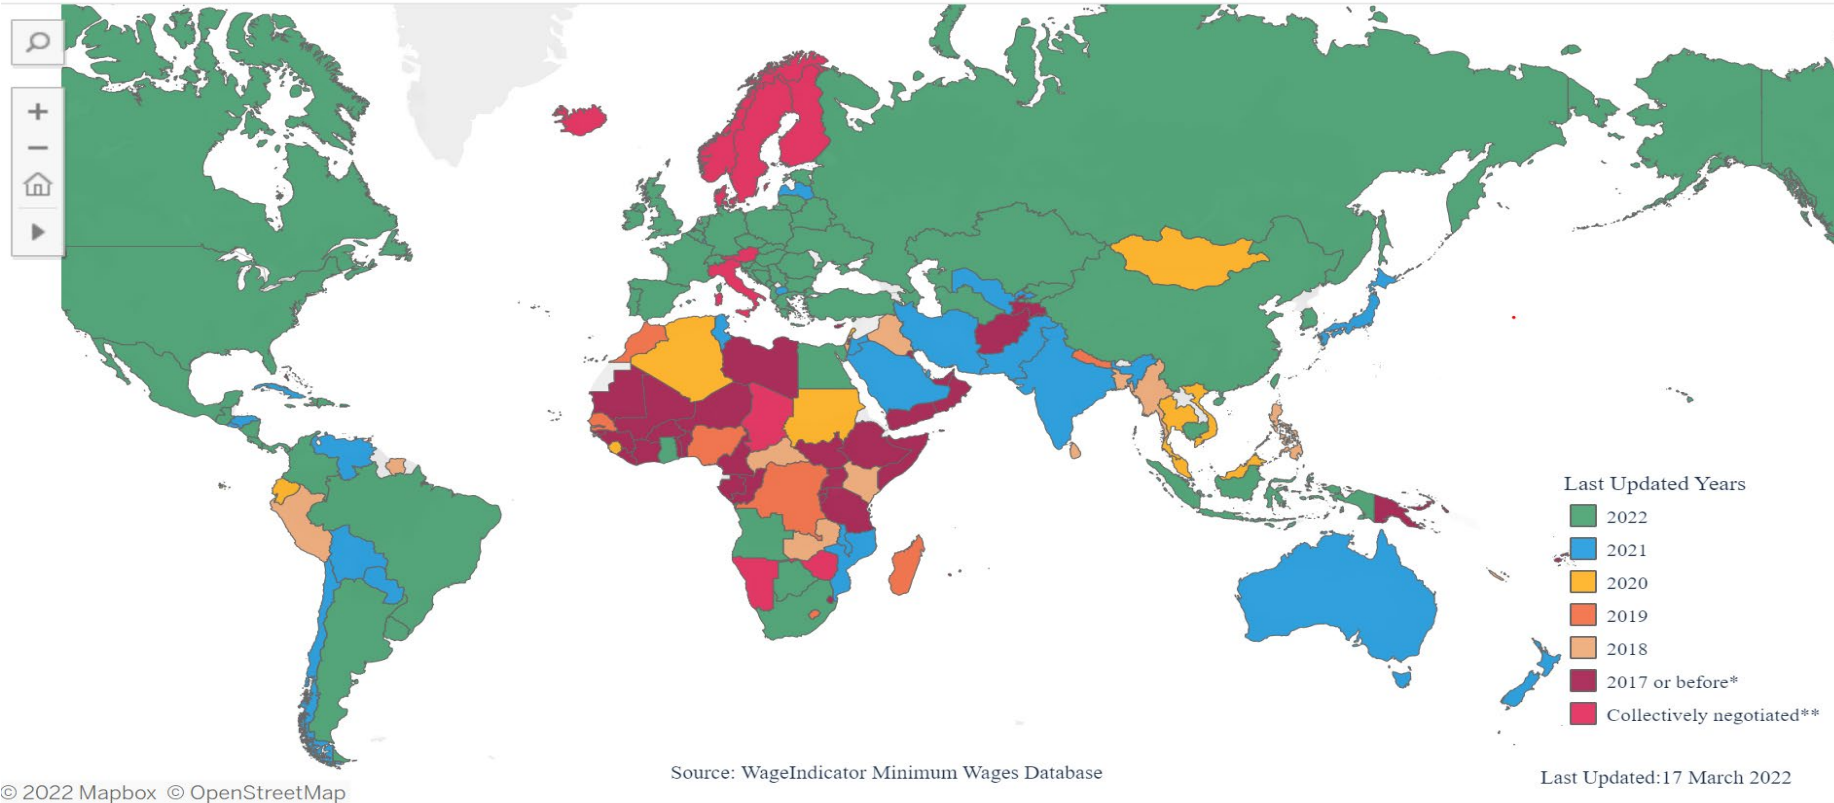 Last Updated Years
2022
2021
2020
2019
2018
2017 or before*
Collectively negotiated**
Source: WageIndicator Minimum Wages Database
Last Updated:17 March 2022
© 2022 Mapbox © OpenStreetMap